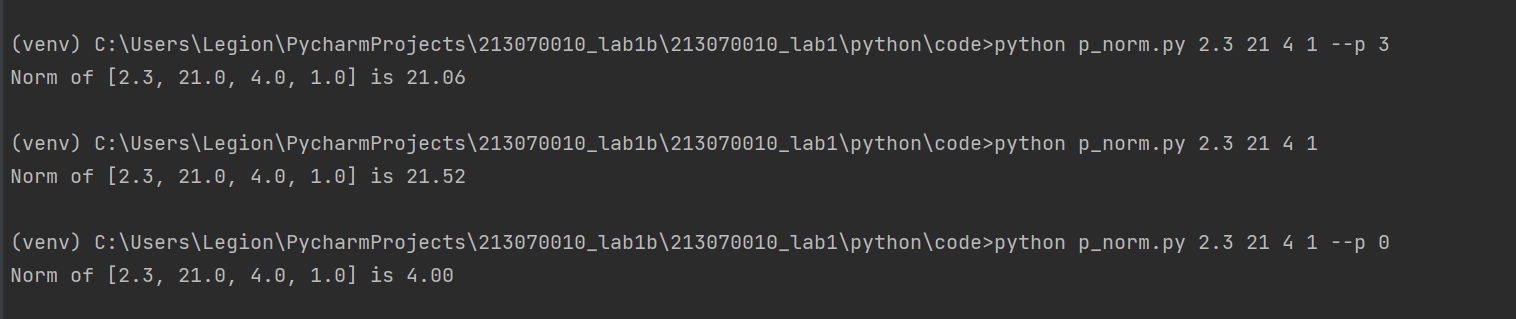 (venv) C:\Users\Legion\PycharmProjects\213070010_lab1b\213070010_lab1\python\code>python p_norm.py 2.3 21 4 1 --p 3
Norm of [2.3, 21.0, 4.0, 1.0] is 21.06
(venv) C:\Users\Legion\PycharmProjects\213070010_lab1b\213070010_lab1\python\code>python p_norm.py 2.3 21 4 1
Norm of [2.3, 21.0, 4.0, 1.0] is 21.52
(venv) C:\Users\Legion\PycharmProjects\213070010_lab1b\213070010_lab1\python\code>python p_norm.py 2.3 21 4 1 --p 0
Norm of [2.3, 21.0, 4.0, 1.0] is 4.00